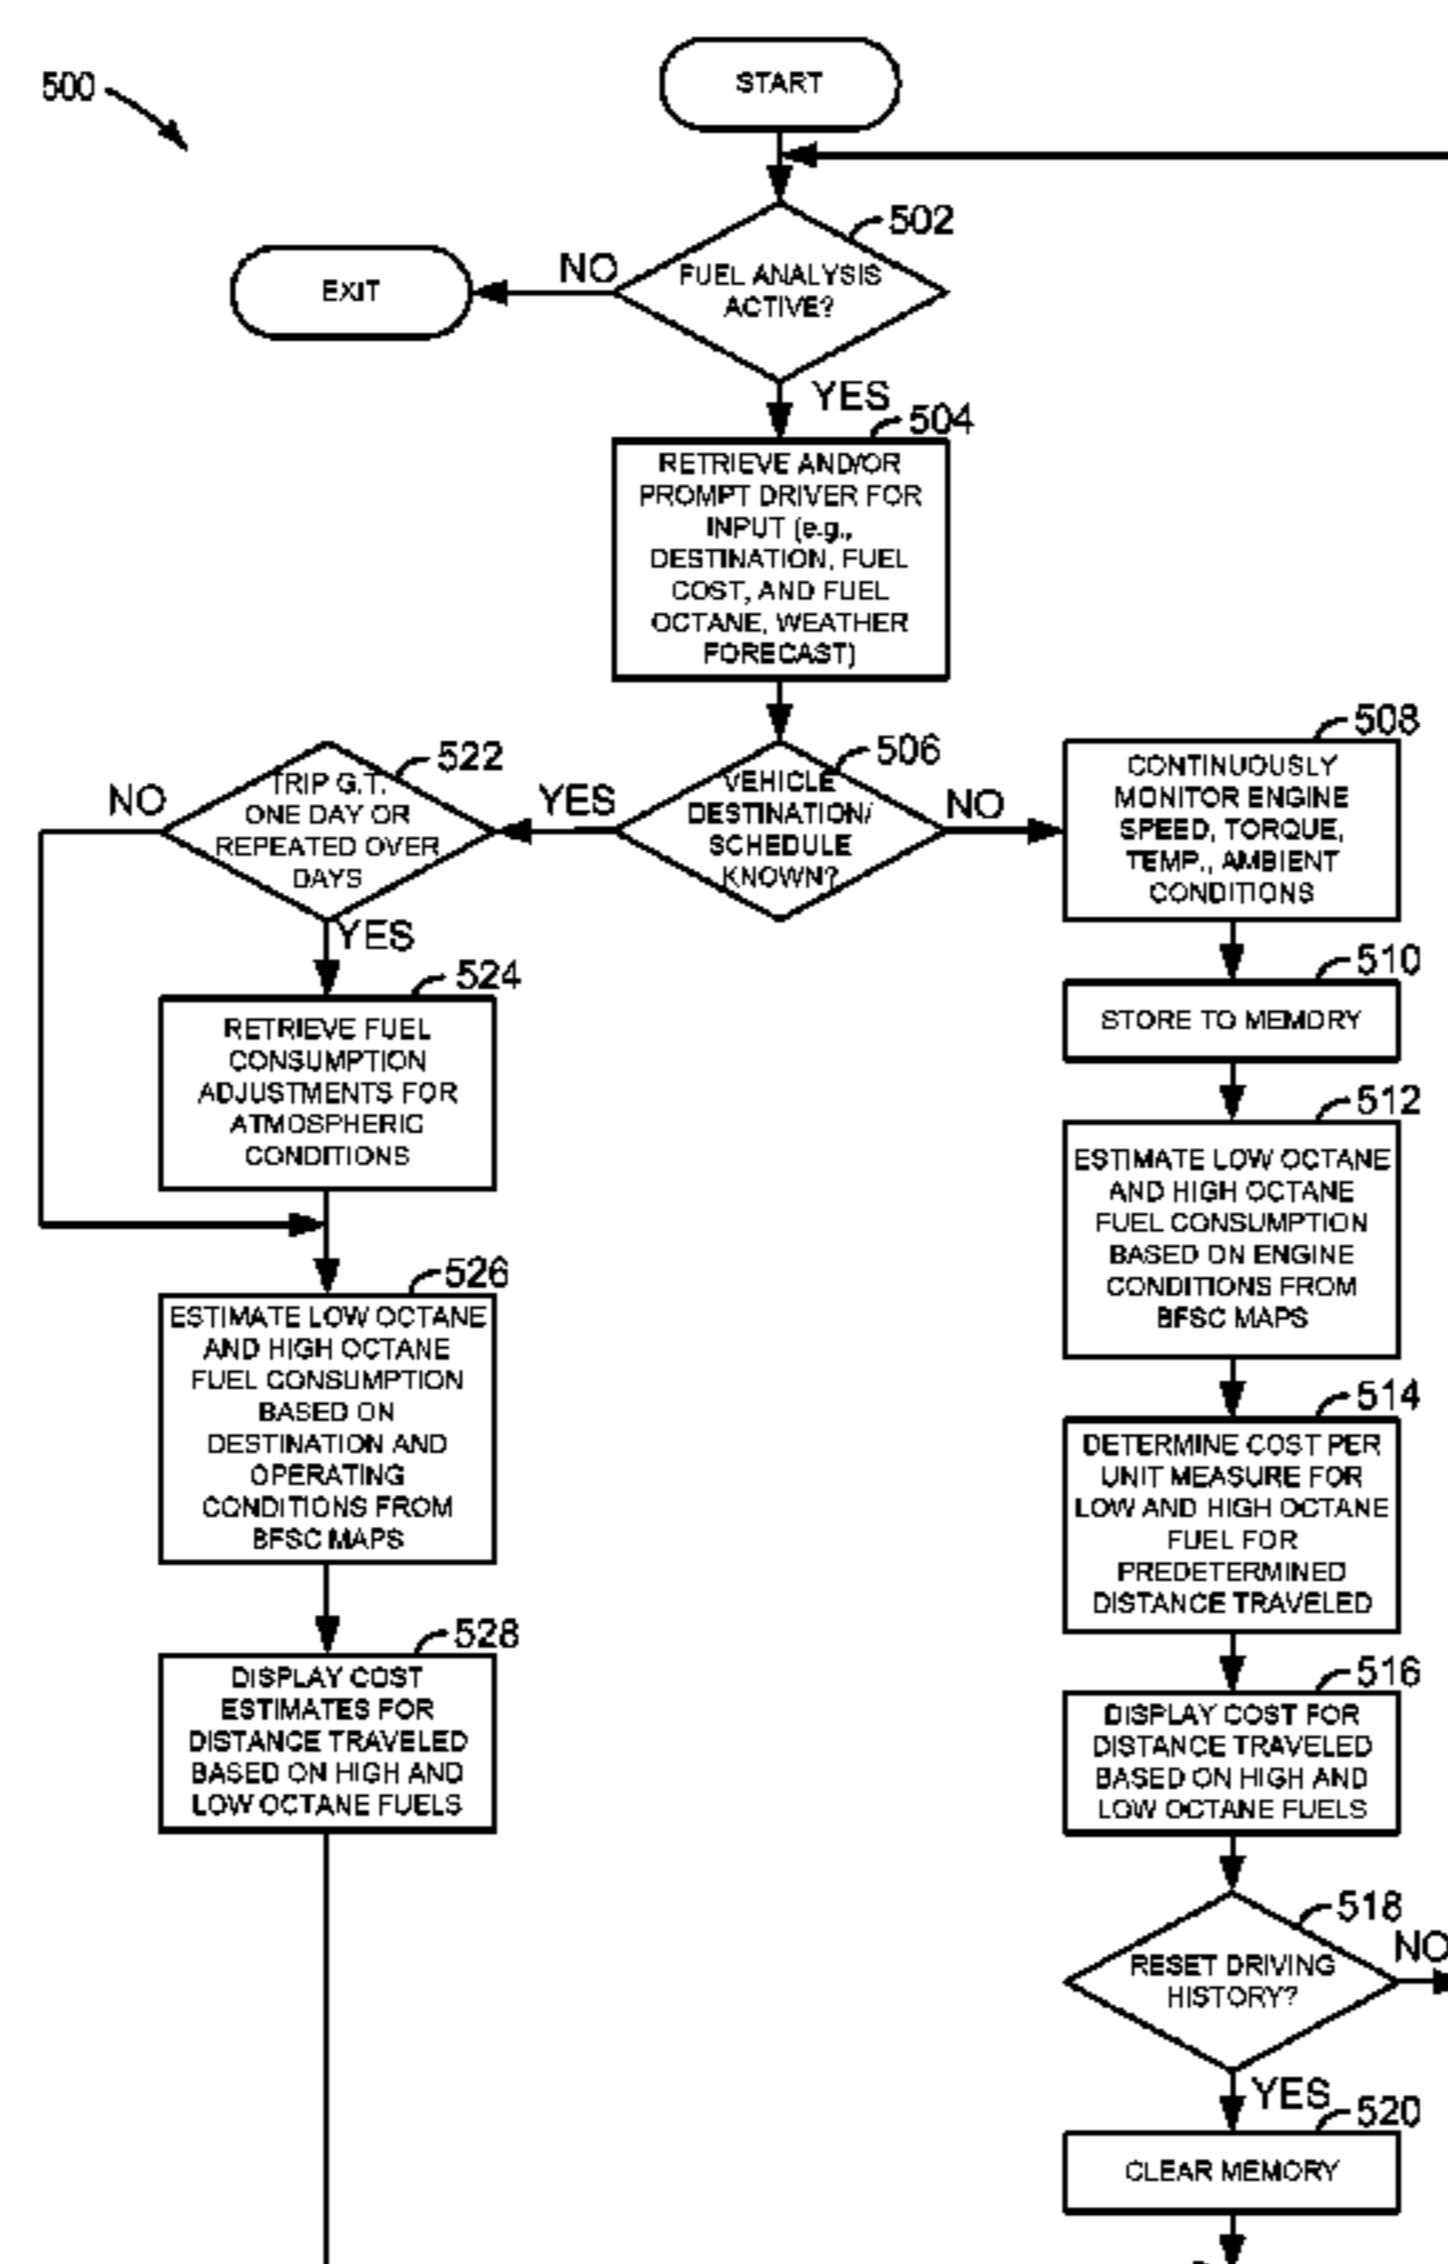 500
START
502
FUEL ANALYSIS
ACTIVE?
NO
EXIT
YES
504
RETRIEVE AND/OR
PROMPT DRIVER FOR
INPUT (e.g.,
DESTINATION, FUEL
COST, AND FUEL
OCTANE, WEATHER
FORECAST)
506
VEHICLE
DESTINATION/
SCHEDULE
KNOWN?
YES
NO
522
TRIP G.T.
ONE DAY OR
REPEATED OVER
DAYS
NO
YES
524
RETRIEVE FUEL
CONSUMPTION
ADJUSTMENTS FOR
ATMOSPHERIC
CONDITIONS
526
ESTIMATE LOW OCTANE
AND HIGH OCTANE
FUEL CONSUMPTION
BASED ON
DESTINATION AND
OPERATING
CONDITIONS FROM
BFSC MAPS
528
DISPLAY COST
ESTIMATES FOR
DISTANCE TRAVELED
BASED ON HIGH AND
LOW OCTANE FUELS
508
CONTINUOUSLY
MONITOR ENGINE
SPEED, TORQUE,
TEMP., AMBIENT
CONDITIONS
510
STORE TO MEMORY
512
ESTIMATE LOW OCTANE
AND HIGH OCTANE
FUEL CONSUMPTION
BASED ON ENGINE
CONDITIONS FROM
BFSC MAPS
514
DETERMINE COST PER
UNIT MEASURE FOR
LOW AND HIGH OCTANE
FUEL FOR
PREDETERMINED
DISTANCE TRAVELED
516
DISPLAY COST FOR
DISTANCE TRAVELED
BASED ON HIGH AND
LOW OCTANE FUELS
518
RESET DRIVING
HISTORY?
NO
YES
520
CLEAR MEMORY